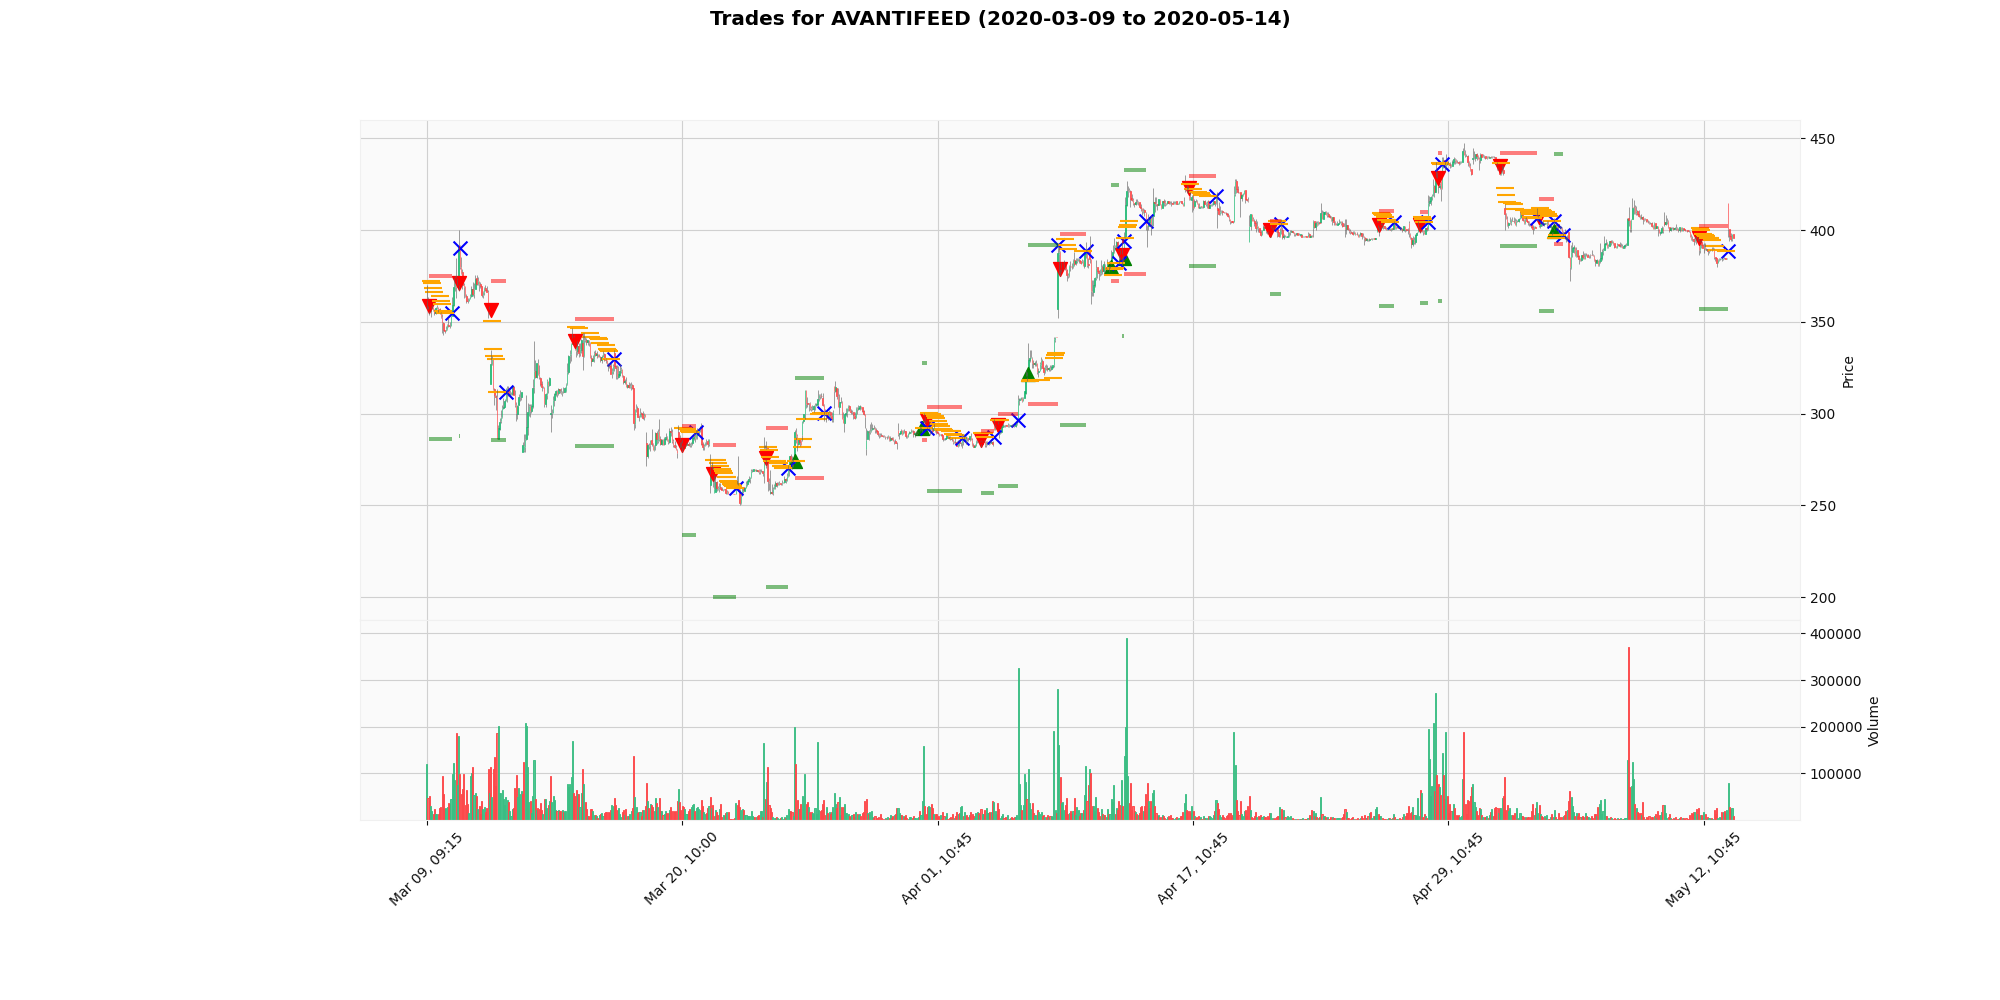 Trades for AVANTIFEED (2020-03-09 to 2020-05-14)
450
400
350
300
250
200
Price
400000
300000
200000
100000
Volume
Mar 09, 09:15
Mar 20, 10:00
Apr 01, 10:45
Apr 17, 10:45
Apr 29, 10:45
May 12, 10:45